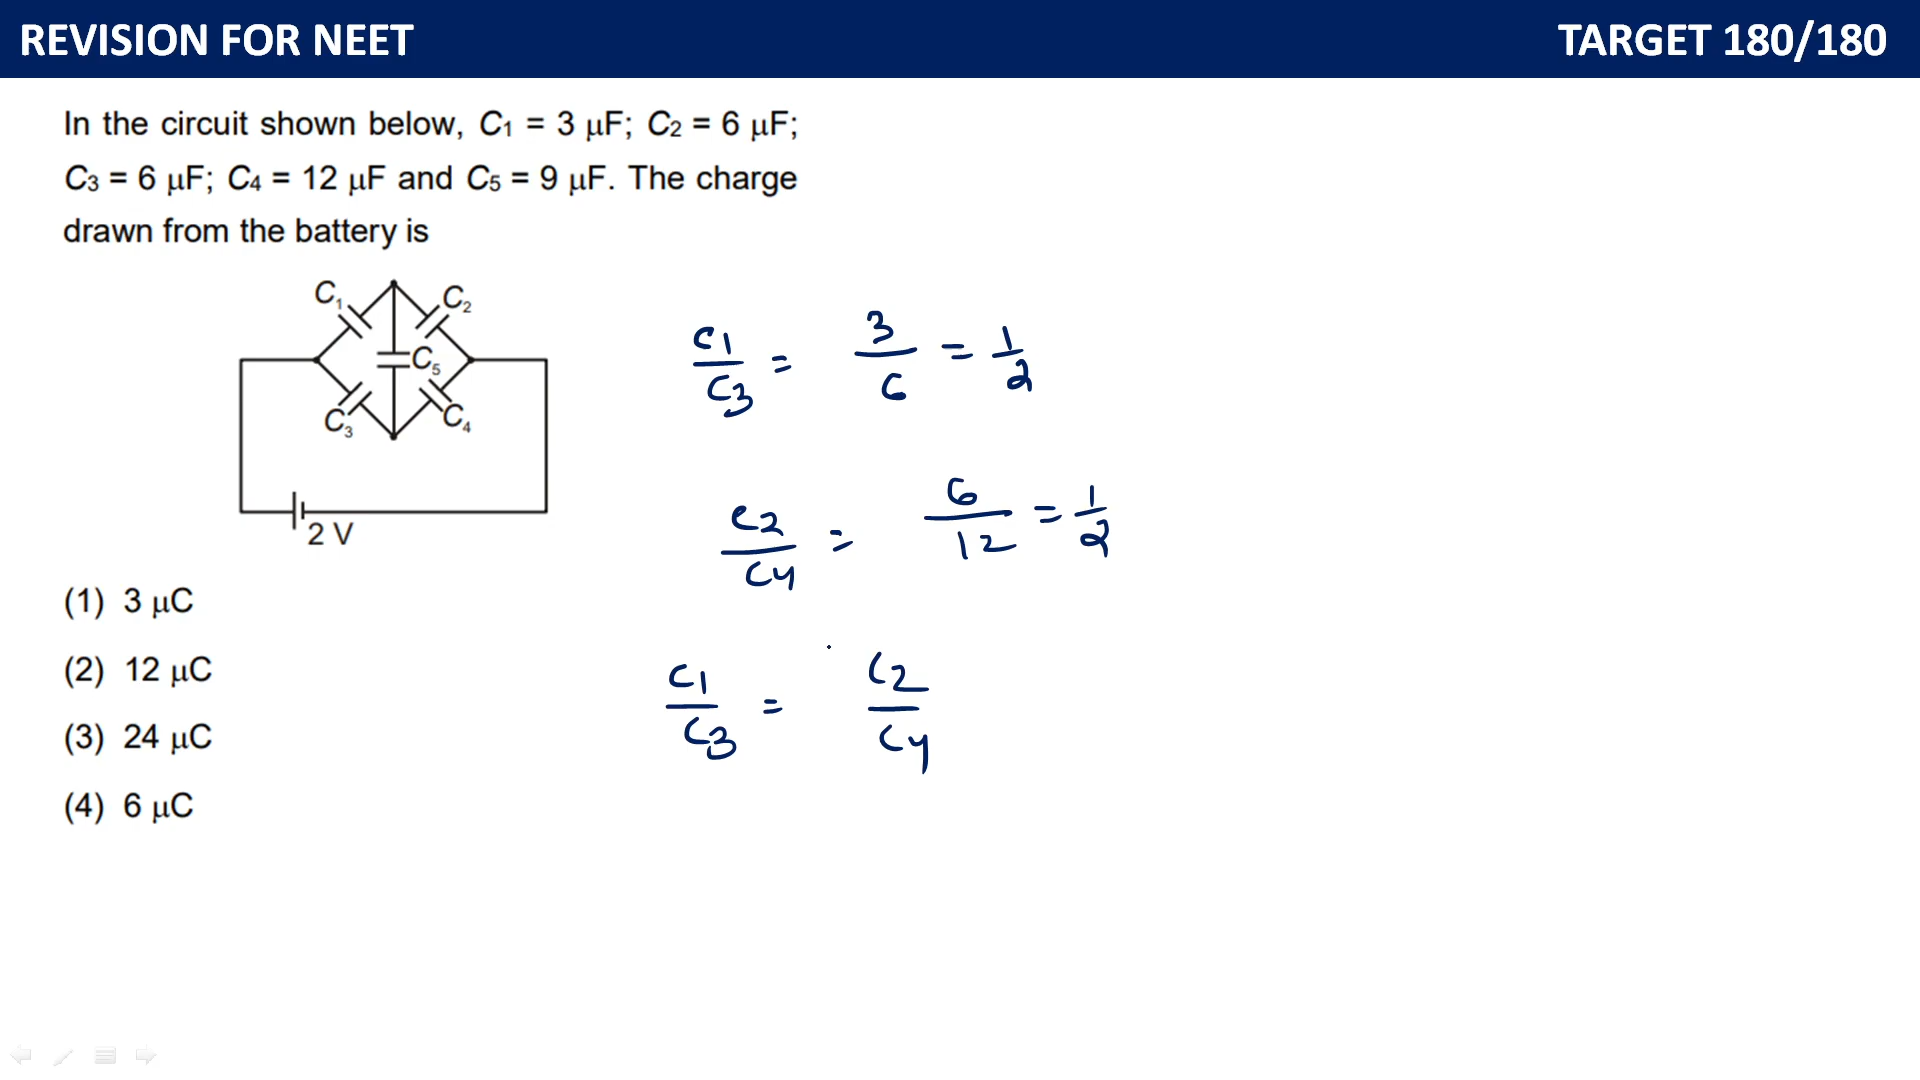 REVISION FOR NEET
TARGET 180/180
In the circuit shown below, C₁ = 3 μF; C₂ = 6 μF;
C₃ = 6 μF; C₄ = 12 μF and C₅ = 9 μF. The charge
drawn from the battery is
C₁
C₂
C₅
C₃
C₄
2 V
(1) 3 μC
(2) 12 μC
(3) 24 μC
(4) 6 μC
C1/C3 = 3/6 = 1/2
C2/C4 = 6/12 = 1/2
C1/C3 = C2/C4